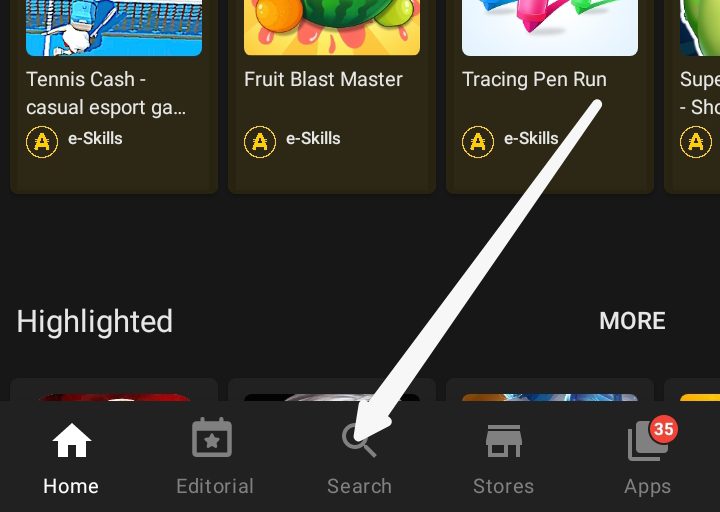 Tennis Cash -
casual esport ga…
e-Skills
Fruit Blast Master
e-Skills
Tracing Pen Run
e-Skills
Supe
- Sho
Highlighted
MORE
35
Home
Editorial
Search
Stores
Apps